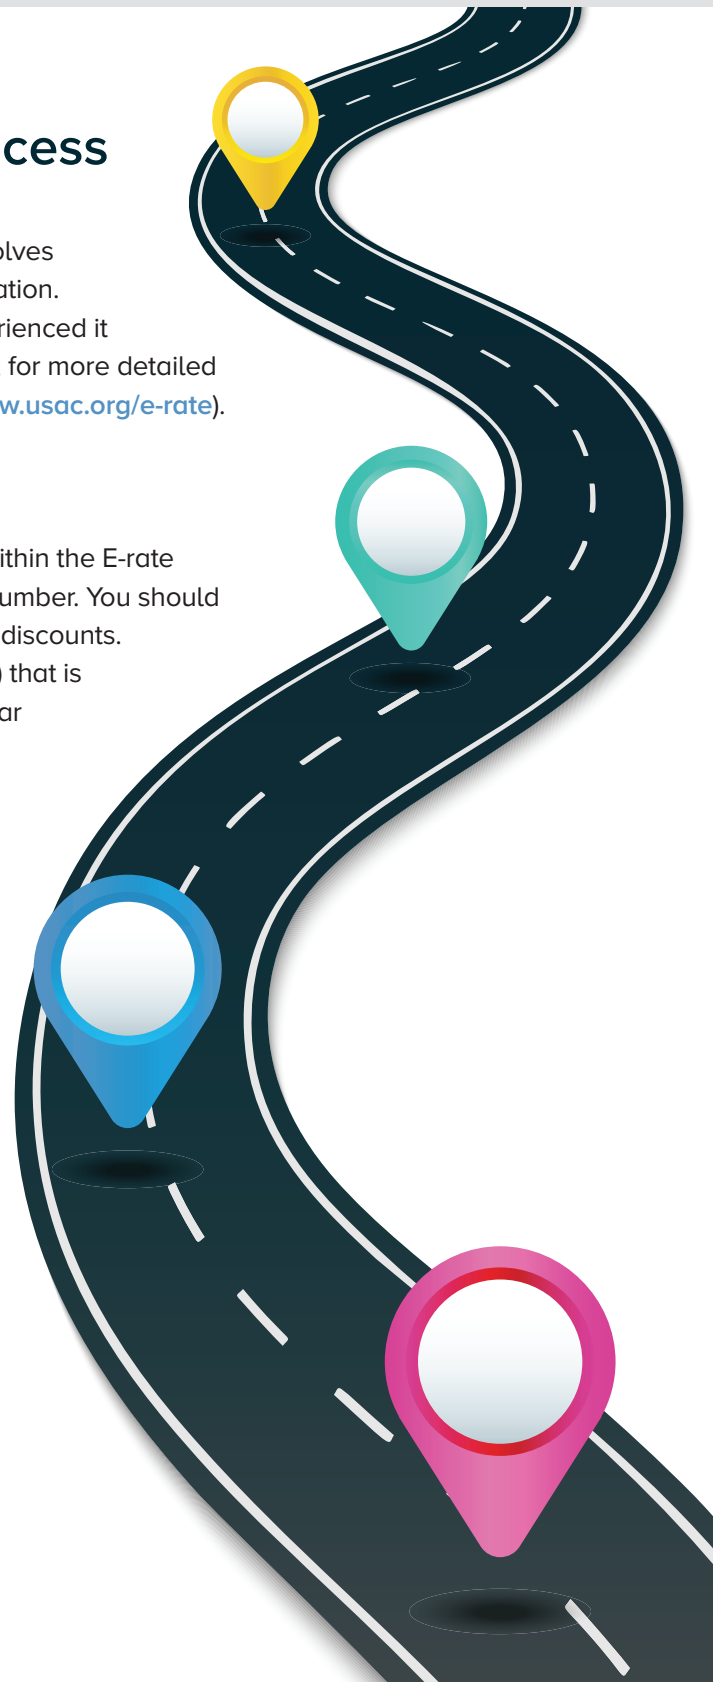 cess
olves
ation.
rienced it
for more detailed
w.usac.org/e-rate).
ithin the E-rate
umber. You should
discounts.
) that is
ar